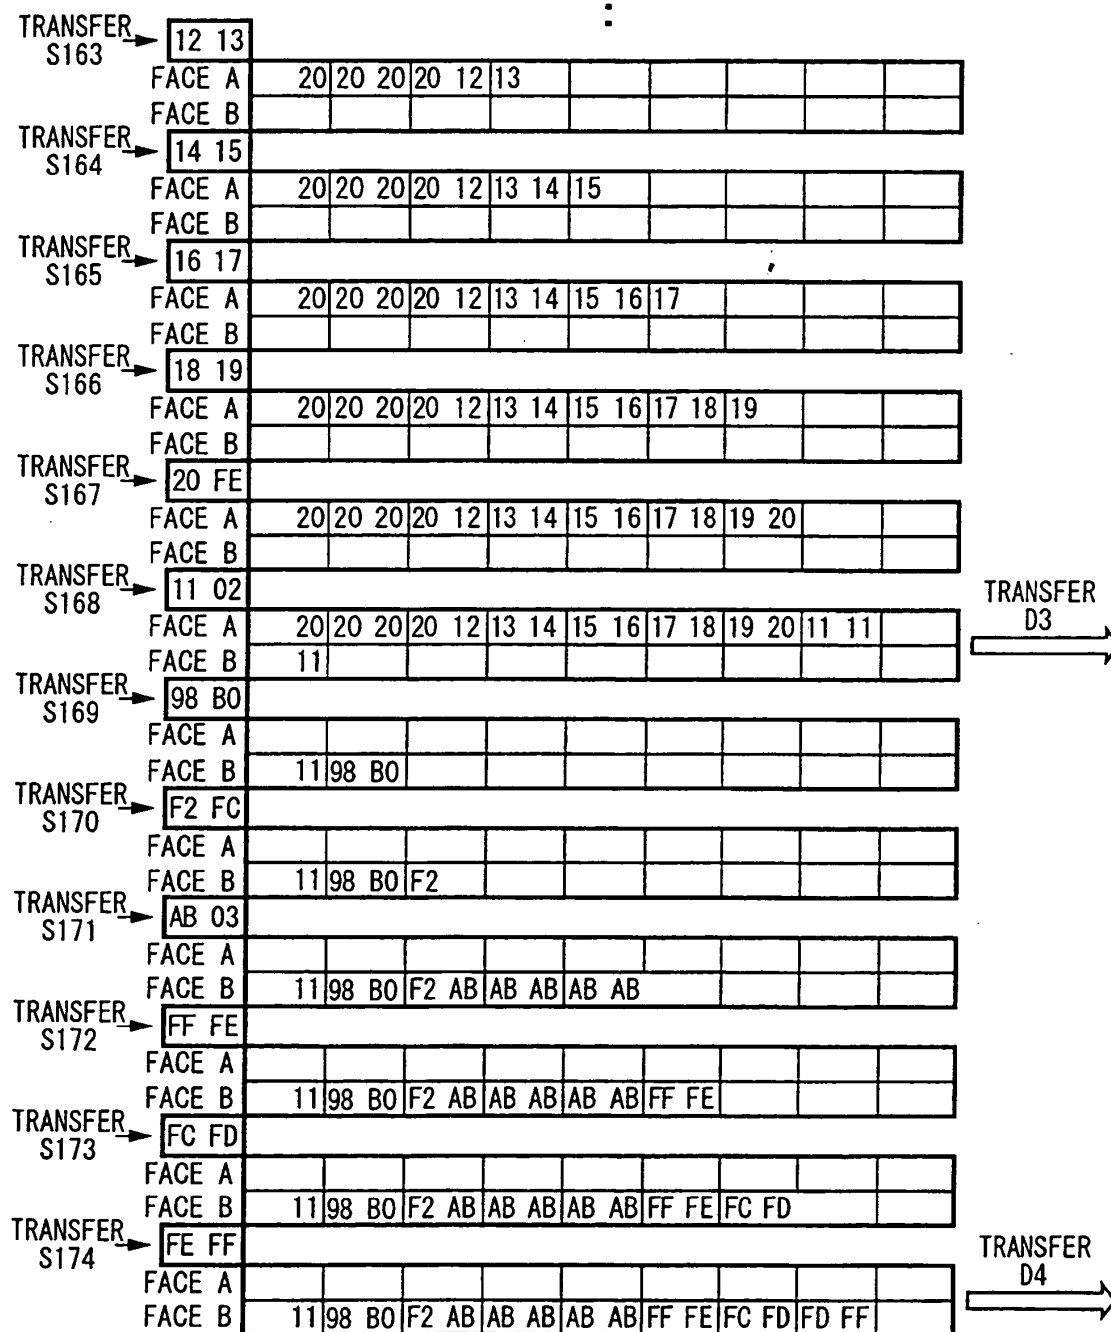 TRANSFER S163 12 13
FACE A 20 20 20 20 12 13
FACE B
TRANSFER S164 14 15
FACE A 20 20 20 20 12 13 14 15
FACE B
TRANSFER S165 16 17
FACE A 20 20 20 20 12 13 14 15 16 17
FACE B
TRANSFER S166 18 19
FACE A 20 20 20 20 12 13 14 15 16 17 18 19
FACE B
TRANSFER S167 20 FE
FACE A 20 20 20 20 12 13 14 15 16 17 18 19 20
FACE B
TRANSFER S168 11 02
FACE A 20 20 20 20 12 13 14 15 16 17 18 19 20 11 11
TRANSFER D3
FACE B 11
TRANSFER S169 98 B0
FACE A
FACE B 11 98 B0
TRANSFER S170 F2 FC
FACE A
FACE B 11 98 B0 F2
TRANSFER S171 AB 03
FACE A
FACE B 11 98 B0 F2 AB AB AB AB AB
TRANSFER S172 FF FE
FACE A
FACE B 11 98 B0 F2 AB AB AB AB AB FF FE
TRANSFER S173 FC FD
FACE A
FACE B 11 98 B0 F2 AB AB AB AB AB FF FE FC FD
TRANSFER S174 FE FF
FACE A
TRANSFER D4
FACE B 11 98 B0 F2 AB AB AB AB AB FF FE FC FD FD FF